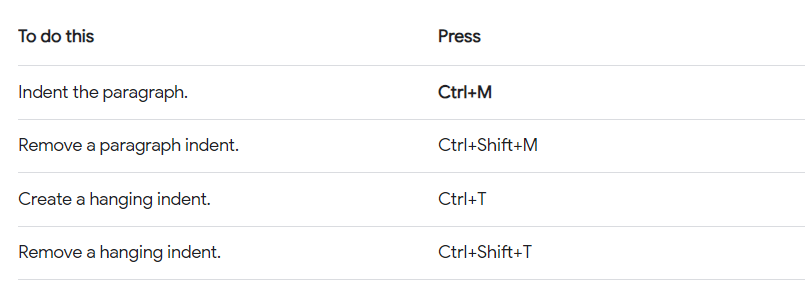 To do this Press
Indent the paragraph. Ctrl+M
Remove a paragraph indent. Ctrl+Shift+M
Create a hanging indent. Ctrl+T
Remove a hanging indent. Ctrl+Shift+T